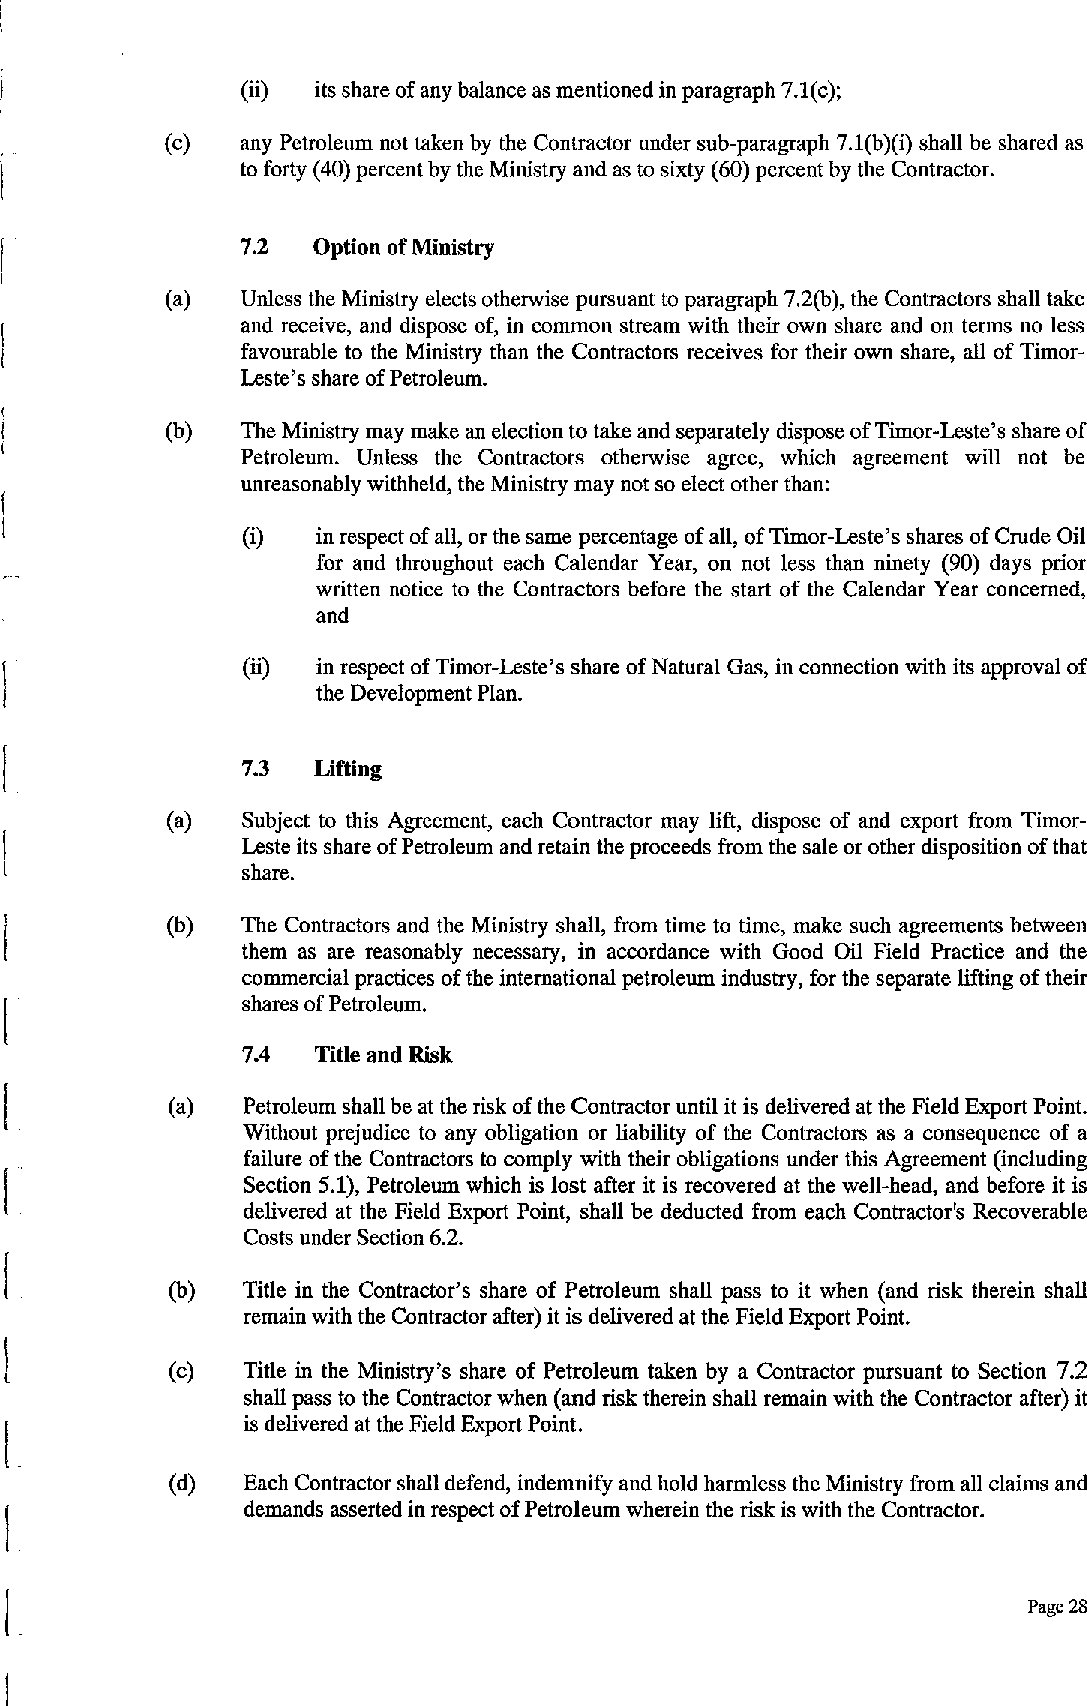 (ii) its share of any balance as mentioned in paragraph 7.1(c);
(c) any Petroleum not taken by the Contractor under sub-paragraph 7.1(b)(i) shall be shared as
to forty (40) percent by the Ministry and as to sixty (60) percent by the Contractor.
7.2 Option of Ministry
(a) Unless the Ministry elects otherwise pursuant to paragraph 7.2(b), the Contractors shall take
and receive, and dispose of, in common stream with their own share and on terms no less
favourable to the Ministry than the Contractors receives for their own share, all of Timor-
Leste's share of Petroleum.
(b) The Ministry may make an election to take and separately dispose of Timor-Leste's share of
Petroleum. Unless the Contractors otherwise agree, which agreement will not be
unreasonably withheld, the Ministry may not so elect other than:
(i) in respect of all, or the same percentage of all, of Timor-Leste's shares of Crude Oil
for and throughout each Calendar Year, on not less than ninety (90) days prior
written notice to the Contractors before the start of the Calendar Year concerned,
and
(ii) in respect of Timor-Leste's share of Natural Gas, in connection with its approval of
the Development Plan.
7.3 Lifting
(a) Subject to this Agreement, each Contractor may lift, dispose of and export from Timor-
Leste its share of Petroleum and retain the proceeds from the sale or other disposition of that
share.
(b) The Contractors and the Ministry shall, from time to time, make such agreements between
them as are reasonably necessary, in accordance with Good Oil Field Practice and the
commercial practices of the international petroleum industry, for the separate lifting of their
shares of Petroleum.
7.4 Title and Risk
(a) Petroleum shall be at the risk of the Contractor until it is delivered at the Field Export Point.
Without prejudice to any obligation or liability of the Contractors as a consequence of a
failure of the Contractors to comply with their obligations under this Agreement (including
Section 5.1), Petroleum which is lost after it is recovered at the well-head, and before it is
delivered at the Field Export Point, shall be deducted from each Contractor's Recoverable
Costs under Section 6.2.
(b) Title in the Contractor's share of Petroleum shall pass to it when (and risk therein shall
remain with the Contractor after) it is delivered at the Field Export Point.
(c) Title in the Ministry's share of Petroleum taken by a Contractor pursuant to Section 7.2
shall pass to the Contractor when (and risk therein shall remain with the Contractor after) it
is delivered at the Field Export Point.
(d) Each Contractor shall defend, indemnify and hold harmless the Ministry from all claims and
demands asserted in respect of Petroleum wherein the risk is with the Contractor.
Page 28